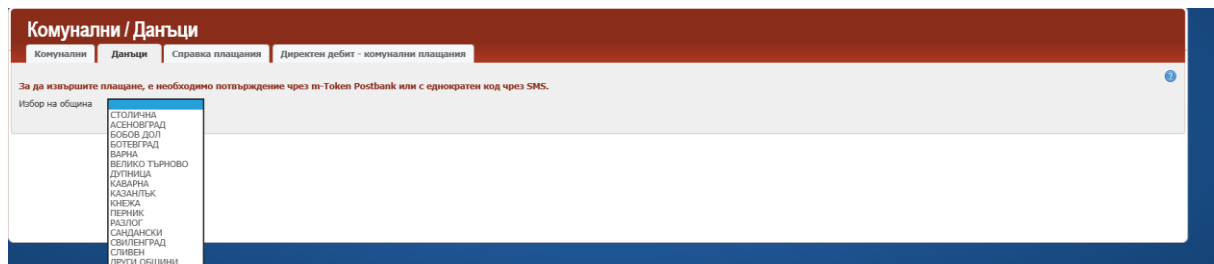 Комунални / Данъци
Комунални Данъци Справка плащания Директен дебит - комунални плащания
?
За да извършите плащане, е необходимо потвърждение чрез m-Token Postbank или с еднократен код чрез SMS.
Избор на община
СТОЛИЧНА
АСЕНОВГРАД
БОБОВ ДОЛ
БОТЕВГРАД
ВАРНА
ВЕЛИКО ТЪРНОВО
ДУПНИЦА
КАВАРНА
КАЗАНЛЪК
КНЕЖА
ПЕРНИК
РАЗЛОГ
САНДАНСКИ
СВИЛЕНГРАД
СЛИВЕН
ДРУГИ ОБЩИНИ